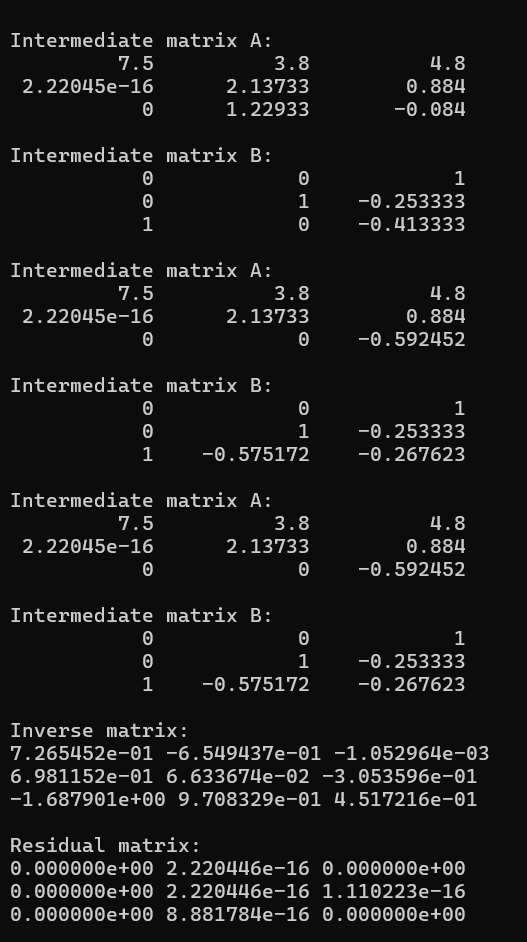 Intermediate matrix A:
7.5 3.8 4.8
2.22045e-16 2.13733 0.884
0 1.22933 -0.084
Intermediate matrix B:
0 0 1
0 1 -0.253333
1 0 -0.413333
Intermediate matrix A:
7.5 3.8 4.8
2.22045e-16 2.13733 0.884
0 0 -0.592452
Intermediate matrix B:
0 0 1
0 1 -0.253333
1 -0.575172 -0.267623
Intermediate matrix A:
7.5 3.8 4.8
2.22045e-16 2.13733 0.884
0 0 -0.592452
Intermediate matrix B:
0 0 1
0 1 -0.253333
1 -0.575172 -0.267623
Inverse matrix:
7.265452e-01 -6.549437e-01 -1.052964e-03
6.981152e-01 6.633674e-02 -3.053596e-01
-1.687901e+00 9.708329e-01 4.517216e-01
Residual matrix:
0.000000e+00 2.220446e-16 0.000000e+00
0.000000e+00 2.220446e-16 1.110223e-16
0.000000e+00 8.881784e-16 0.000000e+00